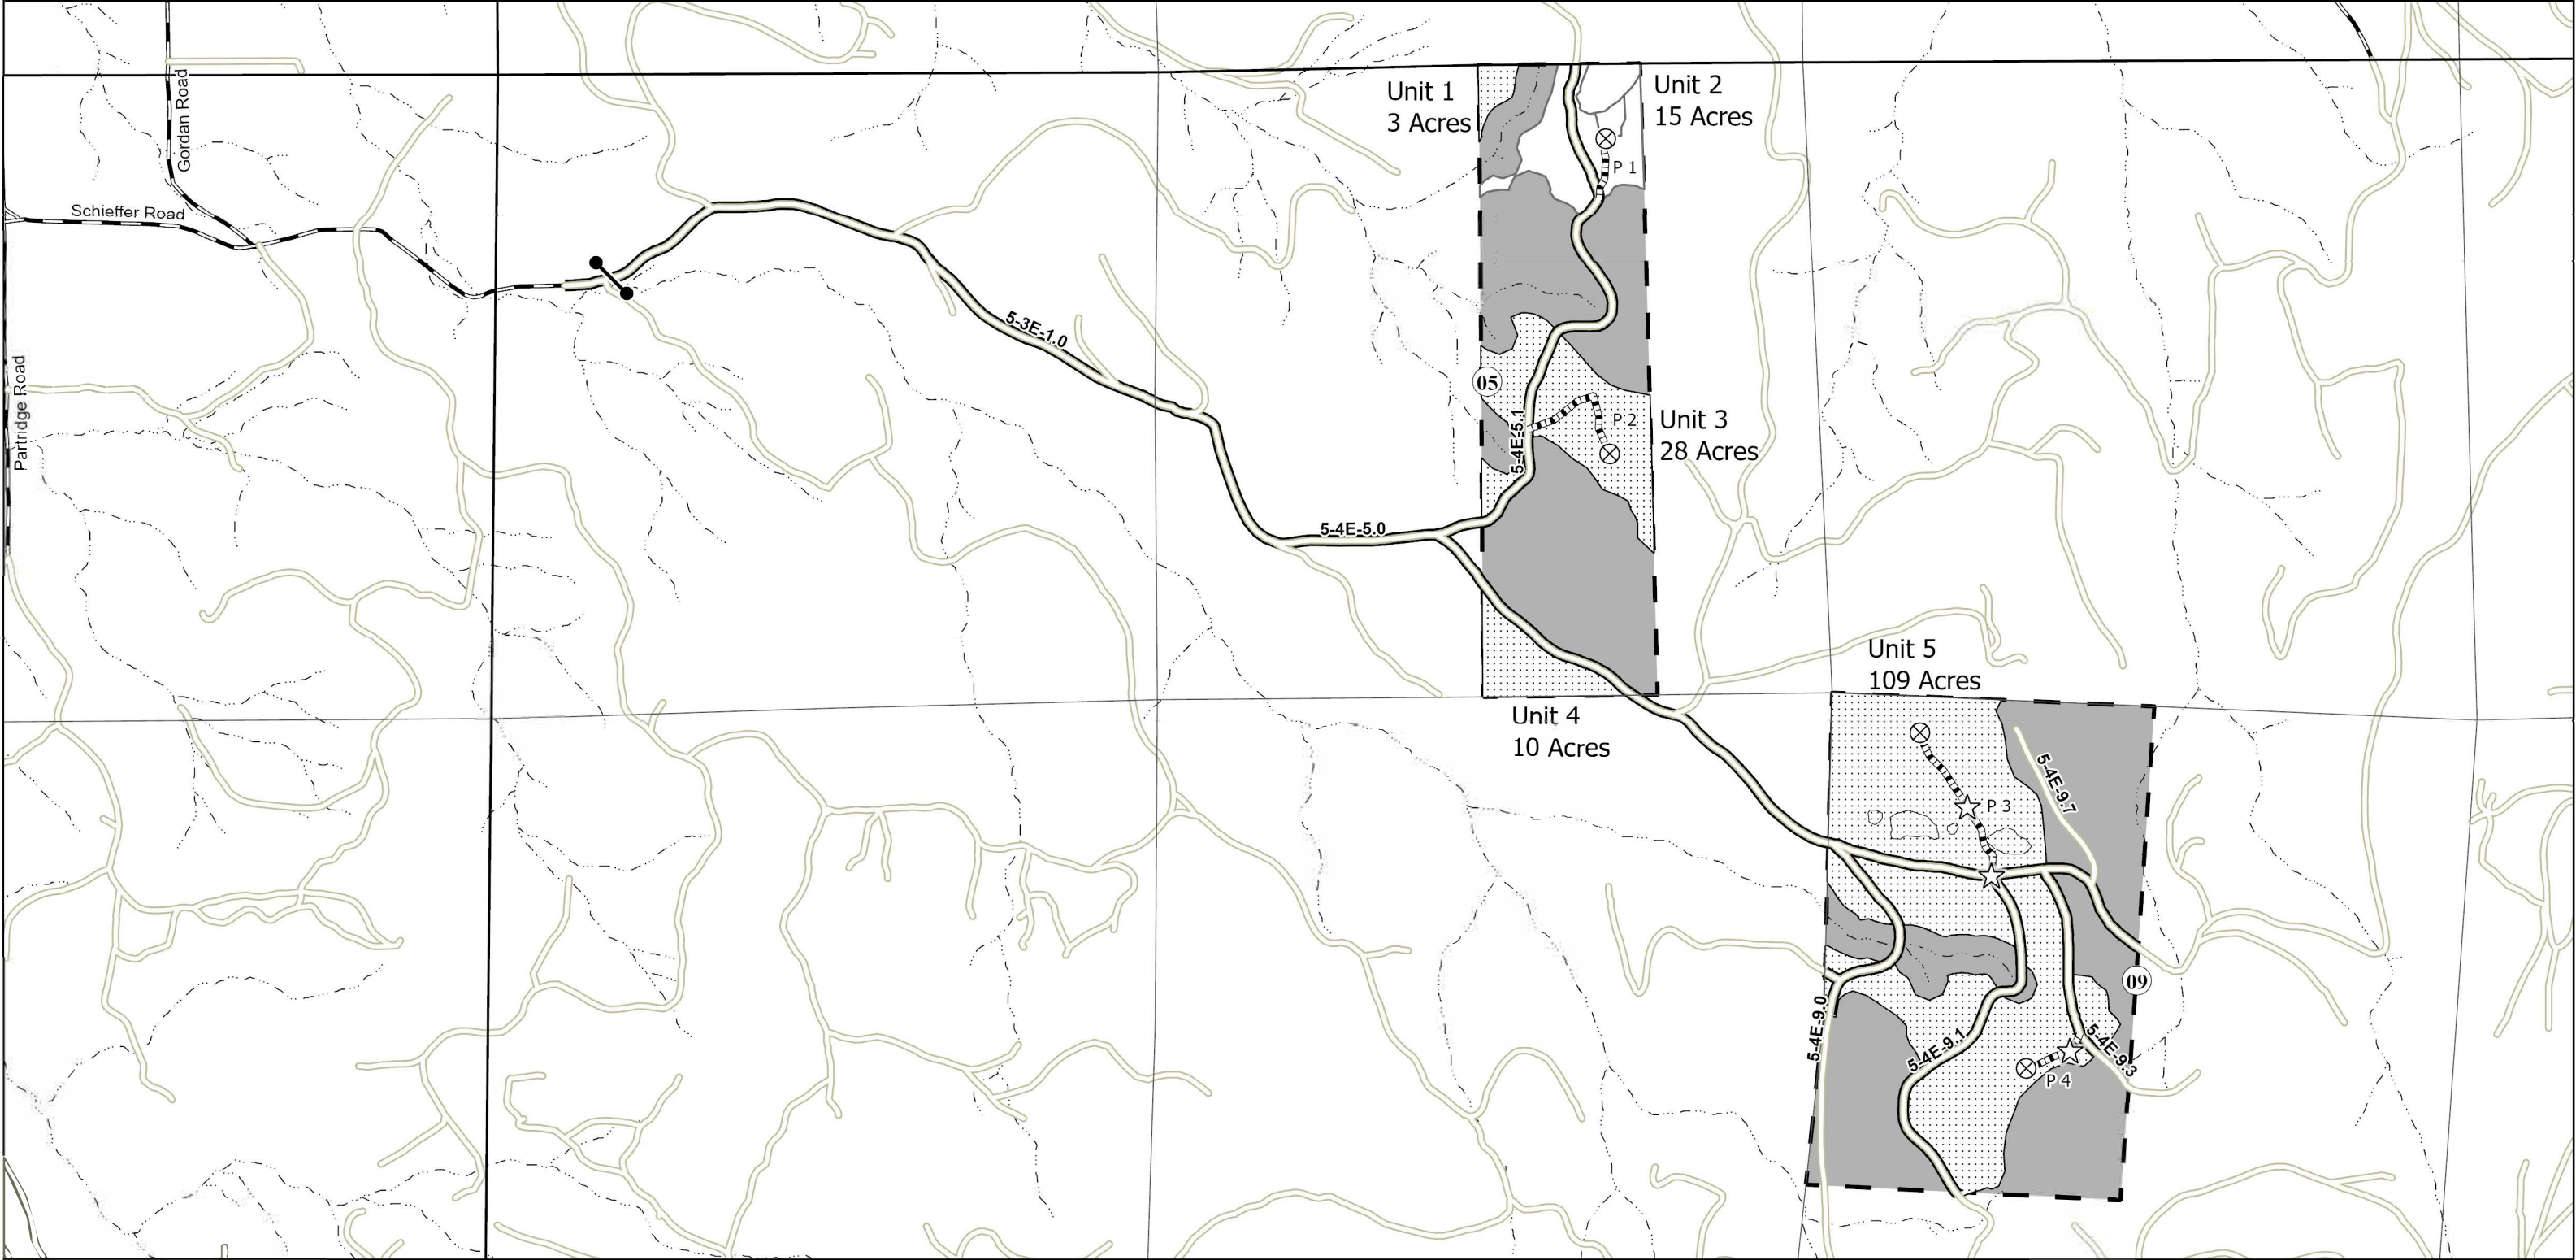 Gordan Road
Schieffer Road
Partridge Road
5-3E-1.0
5-4E-5.0
Unit 1
3 Acres
Unit 2
15 Acres
P 1
05
5-4E-5.1
P 2
Unit 3
28 Acres
Unit 4
10 Acres
Unit 5
109 Acres
5-4E-9.7
P 3
09
5-4E-9.0
5-4E-9.1
5-4E-9.3
P 4